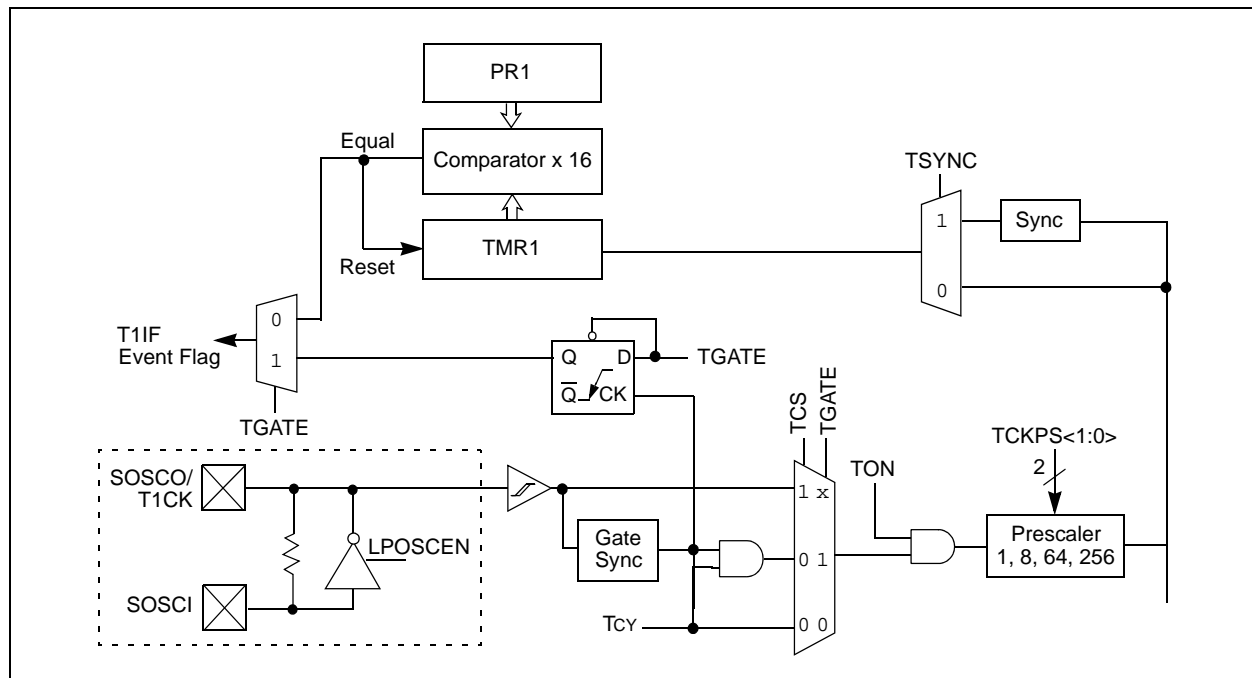 PR1
Equal
Comparator x 16
TSYNC
1
Sync
Reset
TMR1
0
T1IF
Event Flag
0
1
Q
D
TGATE
Q̅
CK
TGATE
TCS
TGATE
TCKPS<1:0>
2
SOSCO/
T1CK
TON
1 x
LPOSCEN
Gate
Sync
0 1
Prescaler
1, 8, 64, 256
SOSCI
TCY
0 0